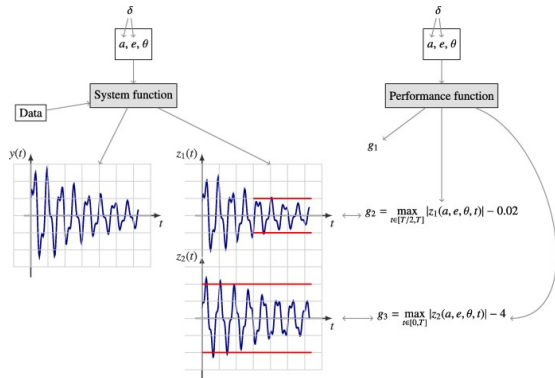 δ
a, e, θ
System function
Data
y(t)
t
z₁(t)
t
z₂(t)
t
δ
a, e, θ
Performance function
g₁
g₂ = max |z₁(a, e, θ, t)| − 0.02
t∈[T/2,T]
g₃ = max |z₂(a, e, θ, t)| − 4
t∈[0,T]